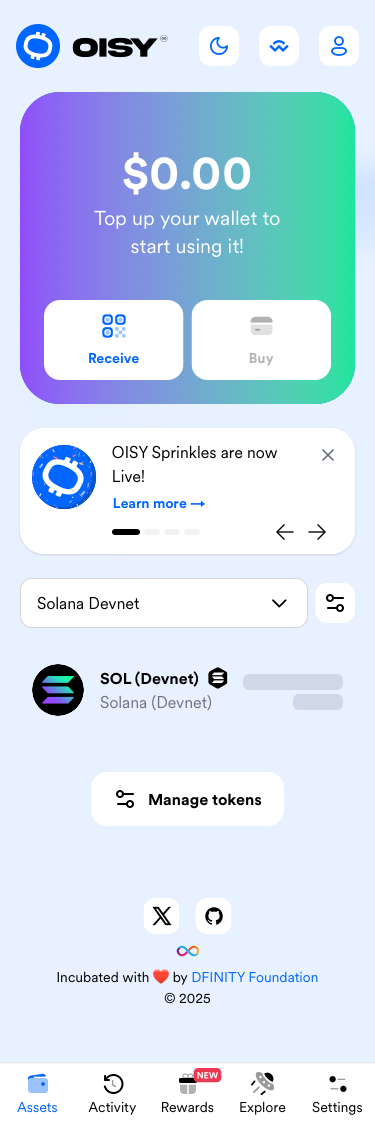 OISY
$0.00
Top up your wallet to
start using it!
Receive
Buy
OISY Sprinkles are now
Live!
Learn more →
Solana Devnet
SOL (Devnet)
Solana (Devnet)
Manage tokens
Incubated with ❤️ by DFINITY Foundation
© 2025
NEW
Assets
Activity
Rewards
Explore
Settings